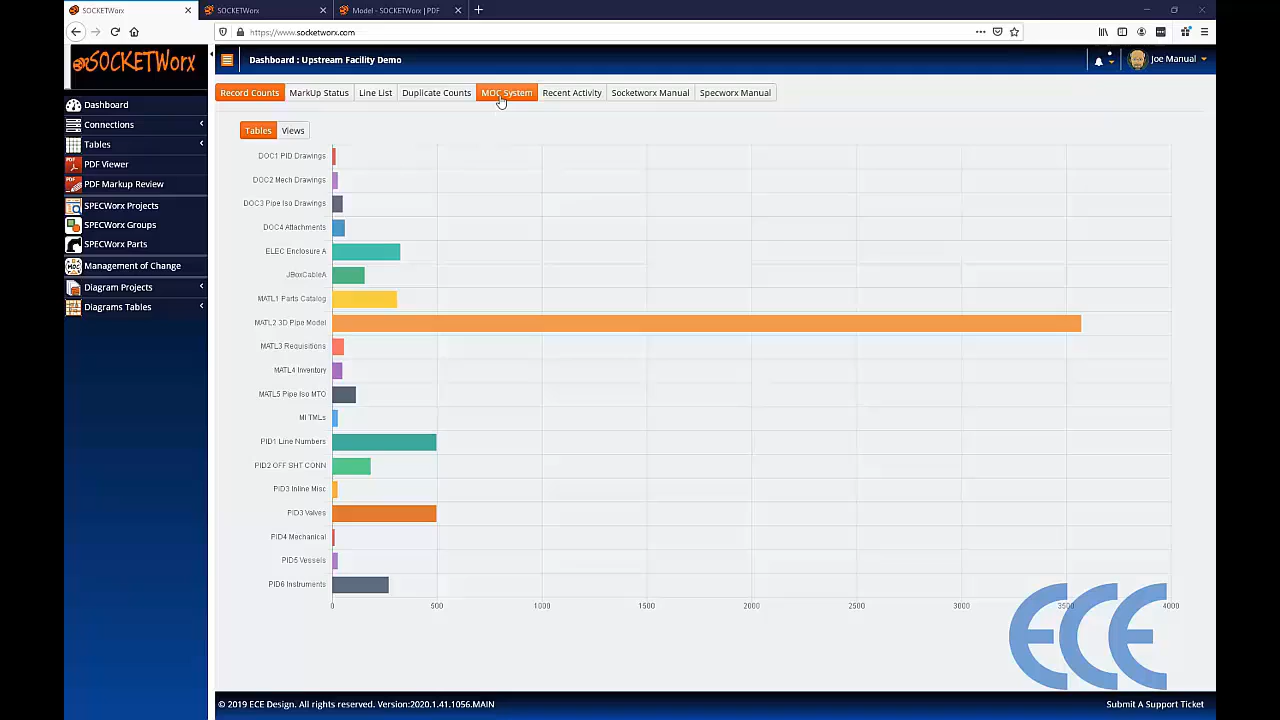 SOCKETWorx
SOCKETWorx
Model - SOCKETWorx | PDF
https://www.socketworx.com
SOCKETWorx
Dashboard : Upstream Facility Demo
Joe Manual
Dashboard
Connections
Tables
PDF Viewer
PDF Markup Review
SPECWorx Projects
SPECWorx Groups
SPECWorx Parts
Management of Change
Diagram Projects
Diagrams Tables
Record Counts
MarkUp Status
Line List
Duplicate Counts
MOC System
Recent Activity
Socketworx Manual
Specworx Manual
Tables
Views
DOC1 PID Drawings
DOC2 Mech Drawings
DOC3 Pipe Iso Drawings
DOC4 Attachments
ELEC Enclosure A
JBoxCableA
MATL1 Parts Catalog
MATL2 3D Pipe Model
MATL3 Requisitions
MATL4 Inventory
MATL5 Pipe Iso MTO
MI TMLs
PID1 Line Numbers
PID2 OFF SHT CONN
PID3 Inline Misc
PID3 Valves
PID4 Mechanical
PID5 Vessels
PID6 Instruments
0 500 1000 1500 2000 2500 3000 3500 4000
ECE
© 2019 ECE Design. All rights reserved. Version:2020.1.41.1056.MAIN
Submit A Support Ticket